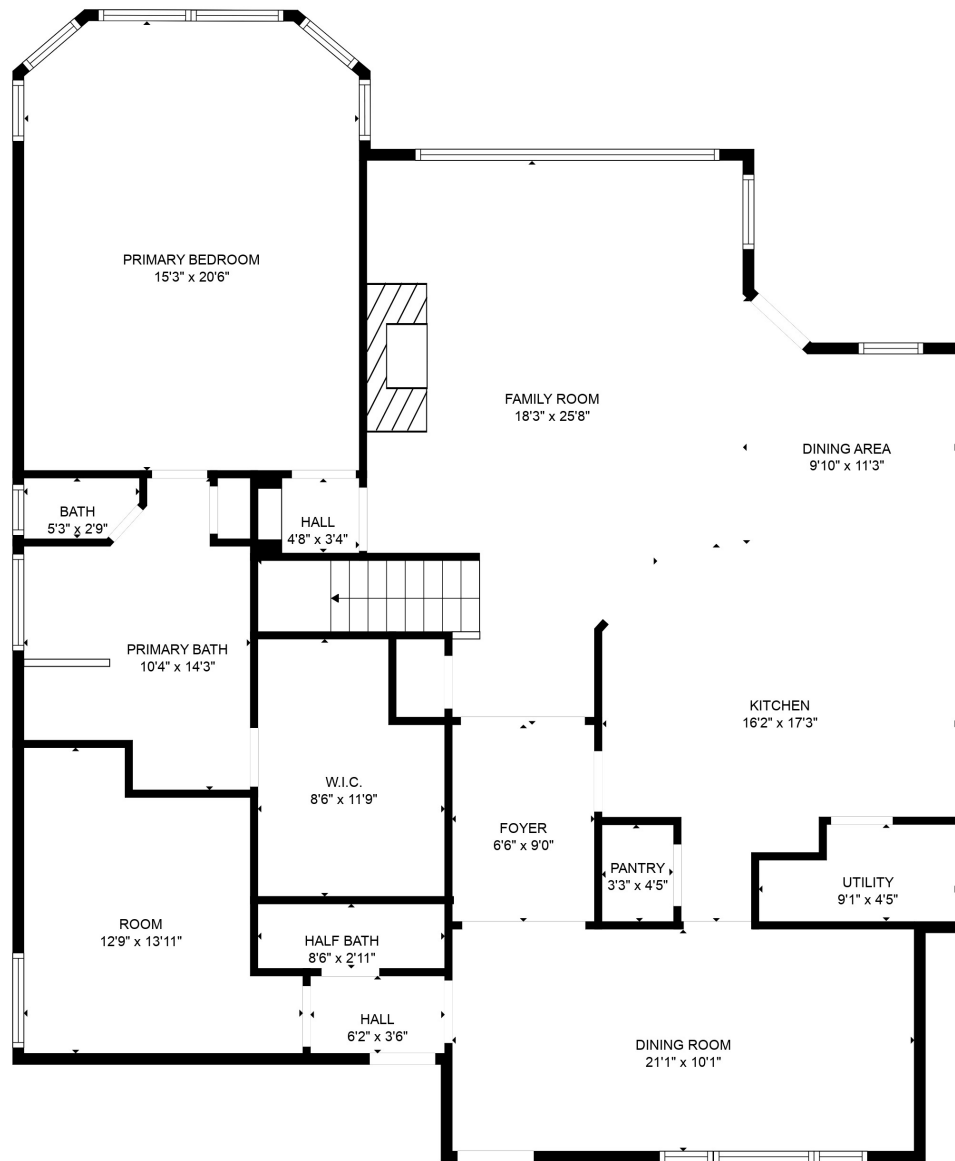 PRIMARY BEDROOM
15'3" x 20'6"
FAMILY ROOM
18'3" x 25'8"
DINING AREA
9'10" x 11'3"
BATH
5'3" x 2'9"
HALL
4'8" x 3'4"
PRIMARY BATH
10'4" x 14'3"
KITCHEN
16'2" x 17'3"
W.I.C.
8'6" x 11'9"
FOYER
6'6" x 9'0"
PANTRY
3'3" x 4'5"
UTILITY
9'1" x 4'5"
ROOM
12'9" x 13'11"
HALF BATH
8'6" x 2'11"
HALL
6'2" x 3'6"
DINING ROOM
21'1" x 10'1"